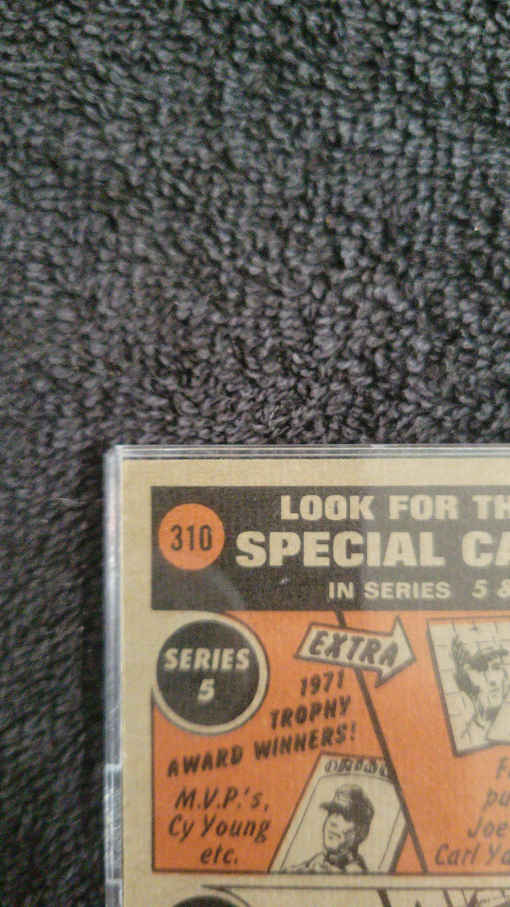 310
LOOK FOR TH
SPECIAL CA
IN SERIES 5 &
SERIES
5
EXTRA
1971
TROPHY
AWARD WINNERS!
M.V.P.'s,
Cy Young
etc.
F
pu
Joe
Carl Ya